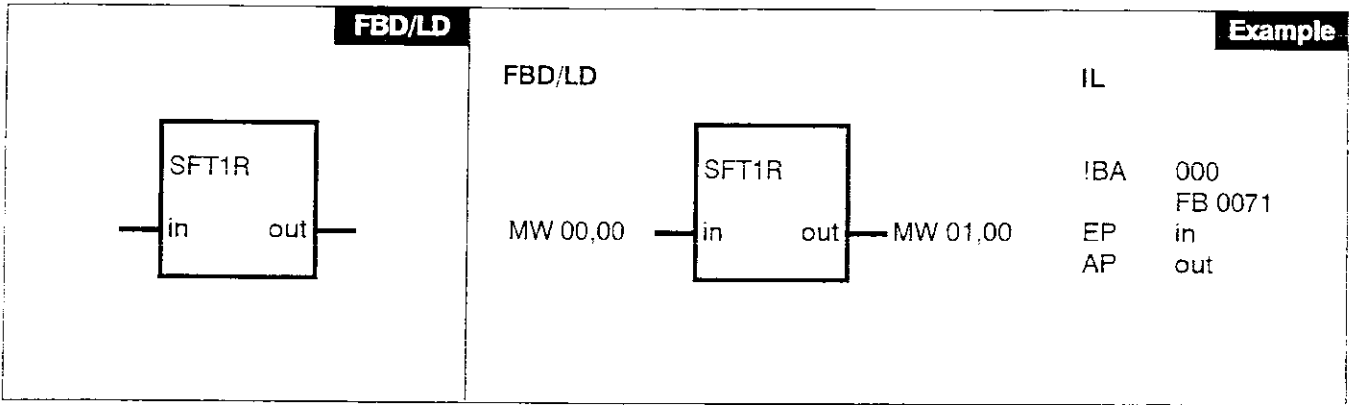 FBD/LD
SFT1R
in out
Example
FBD/LD
IL
SFT1R
MW 00,00 in out MW 01,00
!BA 000
FB 0071
EP in
AP out